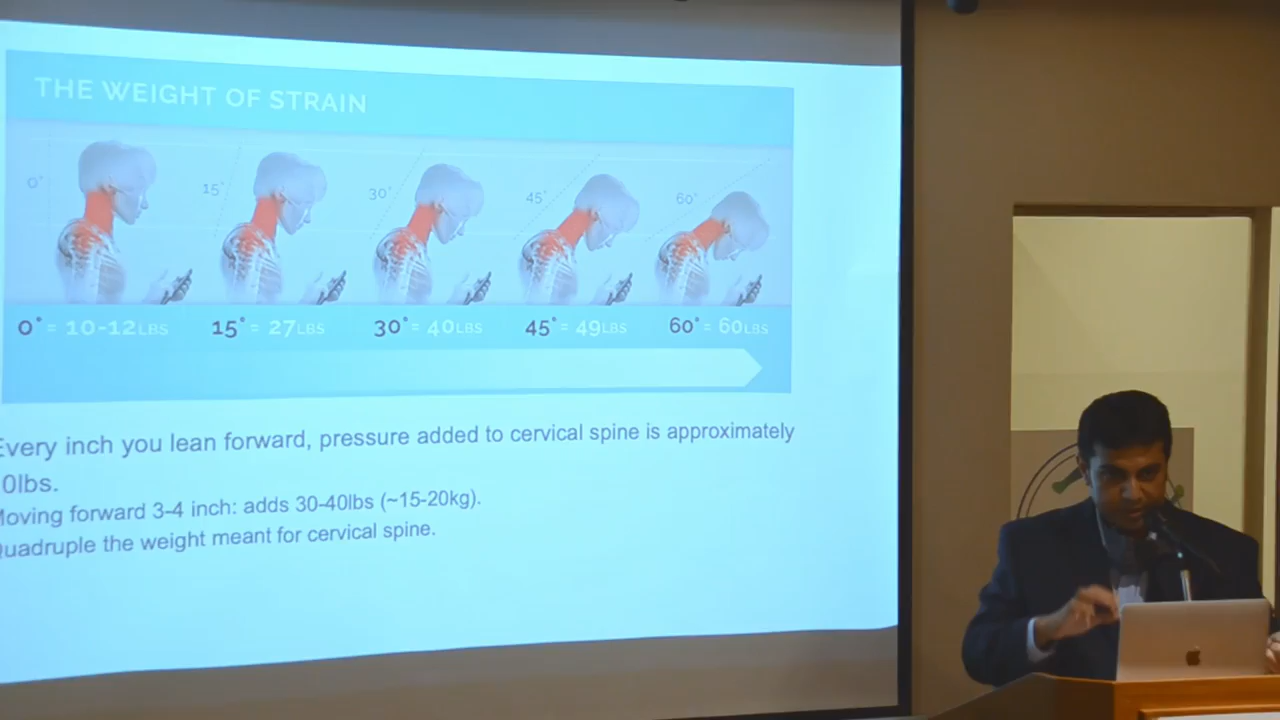 THE WEIGHT OF STRAIN
0° 15° 30° 45° 60°
0° = 10-12LBS 15° = 27LBS 30° = 40LBS 45° = 49LBS 60° = 60LBS
Every inch you lean forward, pressure added to cervical spine is approximately
0lbs.
Moving forward 3-4 inch: adds 30-40lbs (~15-20kg).
Quadruple the weight meant for cervical spine.